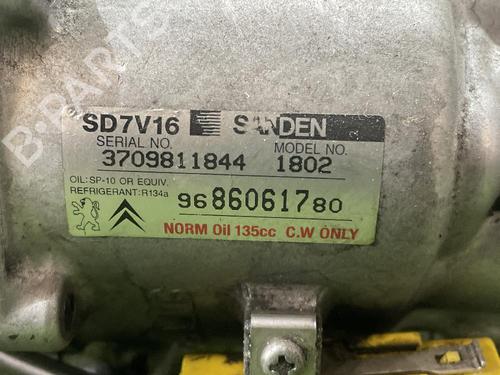 SD7V16 SANDEN
SERIAL NO. MODEL NO.
3709811844 1802
OIL: SP-10 OR EQUIV.
REFRIGERANT: R134a
9686061780
NORM Oil 135cc C.W ONLY
B-PARTS